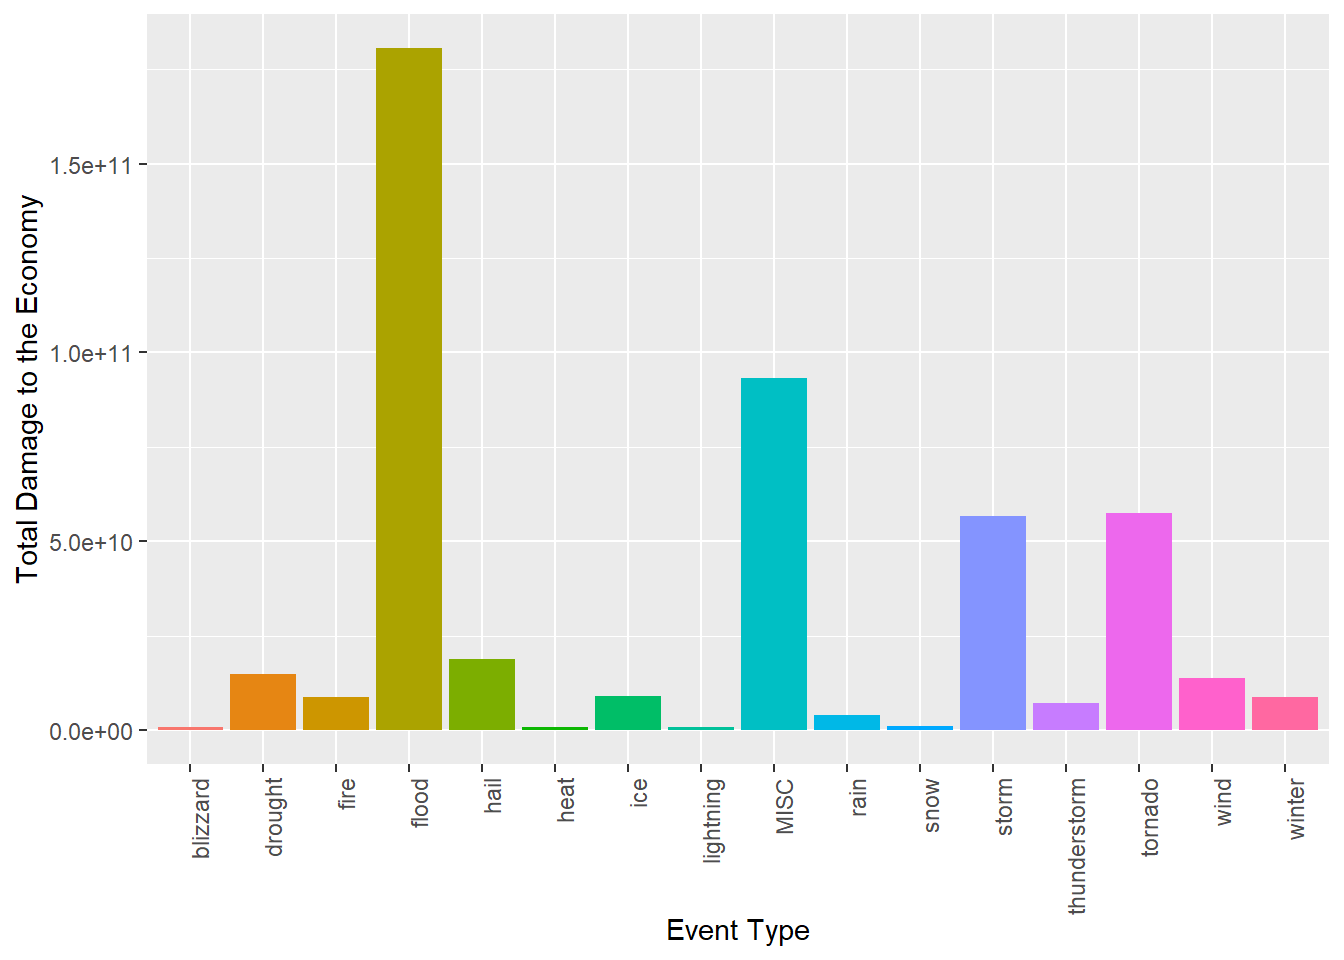 Total Damage to the Economy
1.5e+11
1.0e+11
5.0e+10
0.0e+00
blizzard
drought
fire
flood
hail
heat
ice
lightning
MISC
rain
snow
storm
thunderstorm
tornado
wind
winter
Event Type